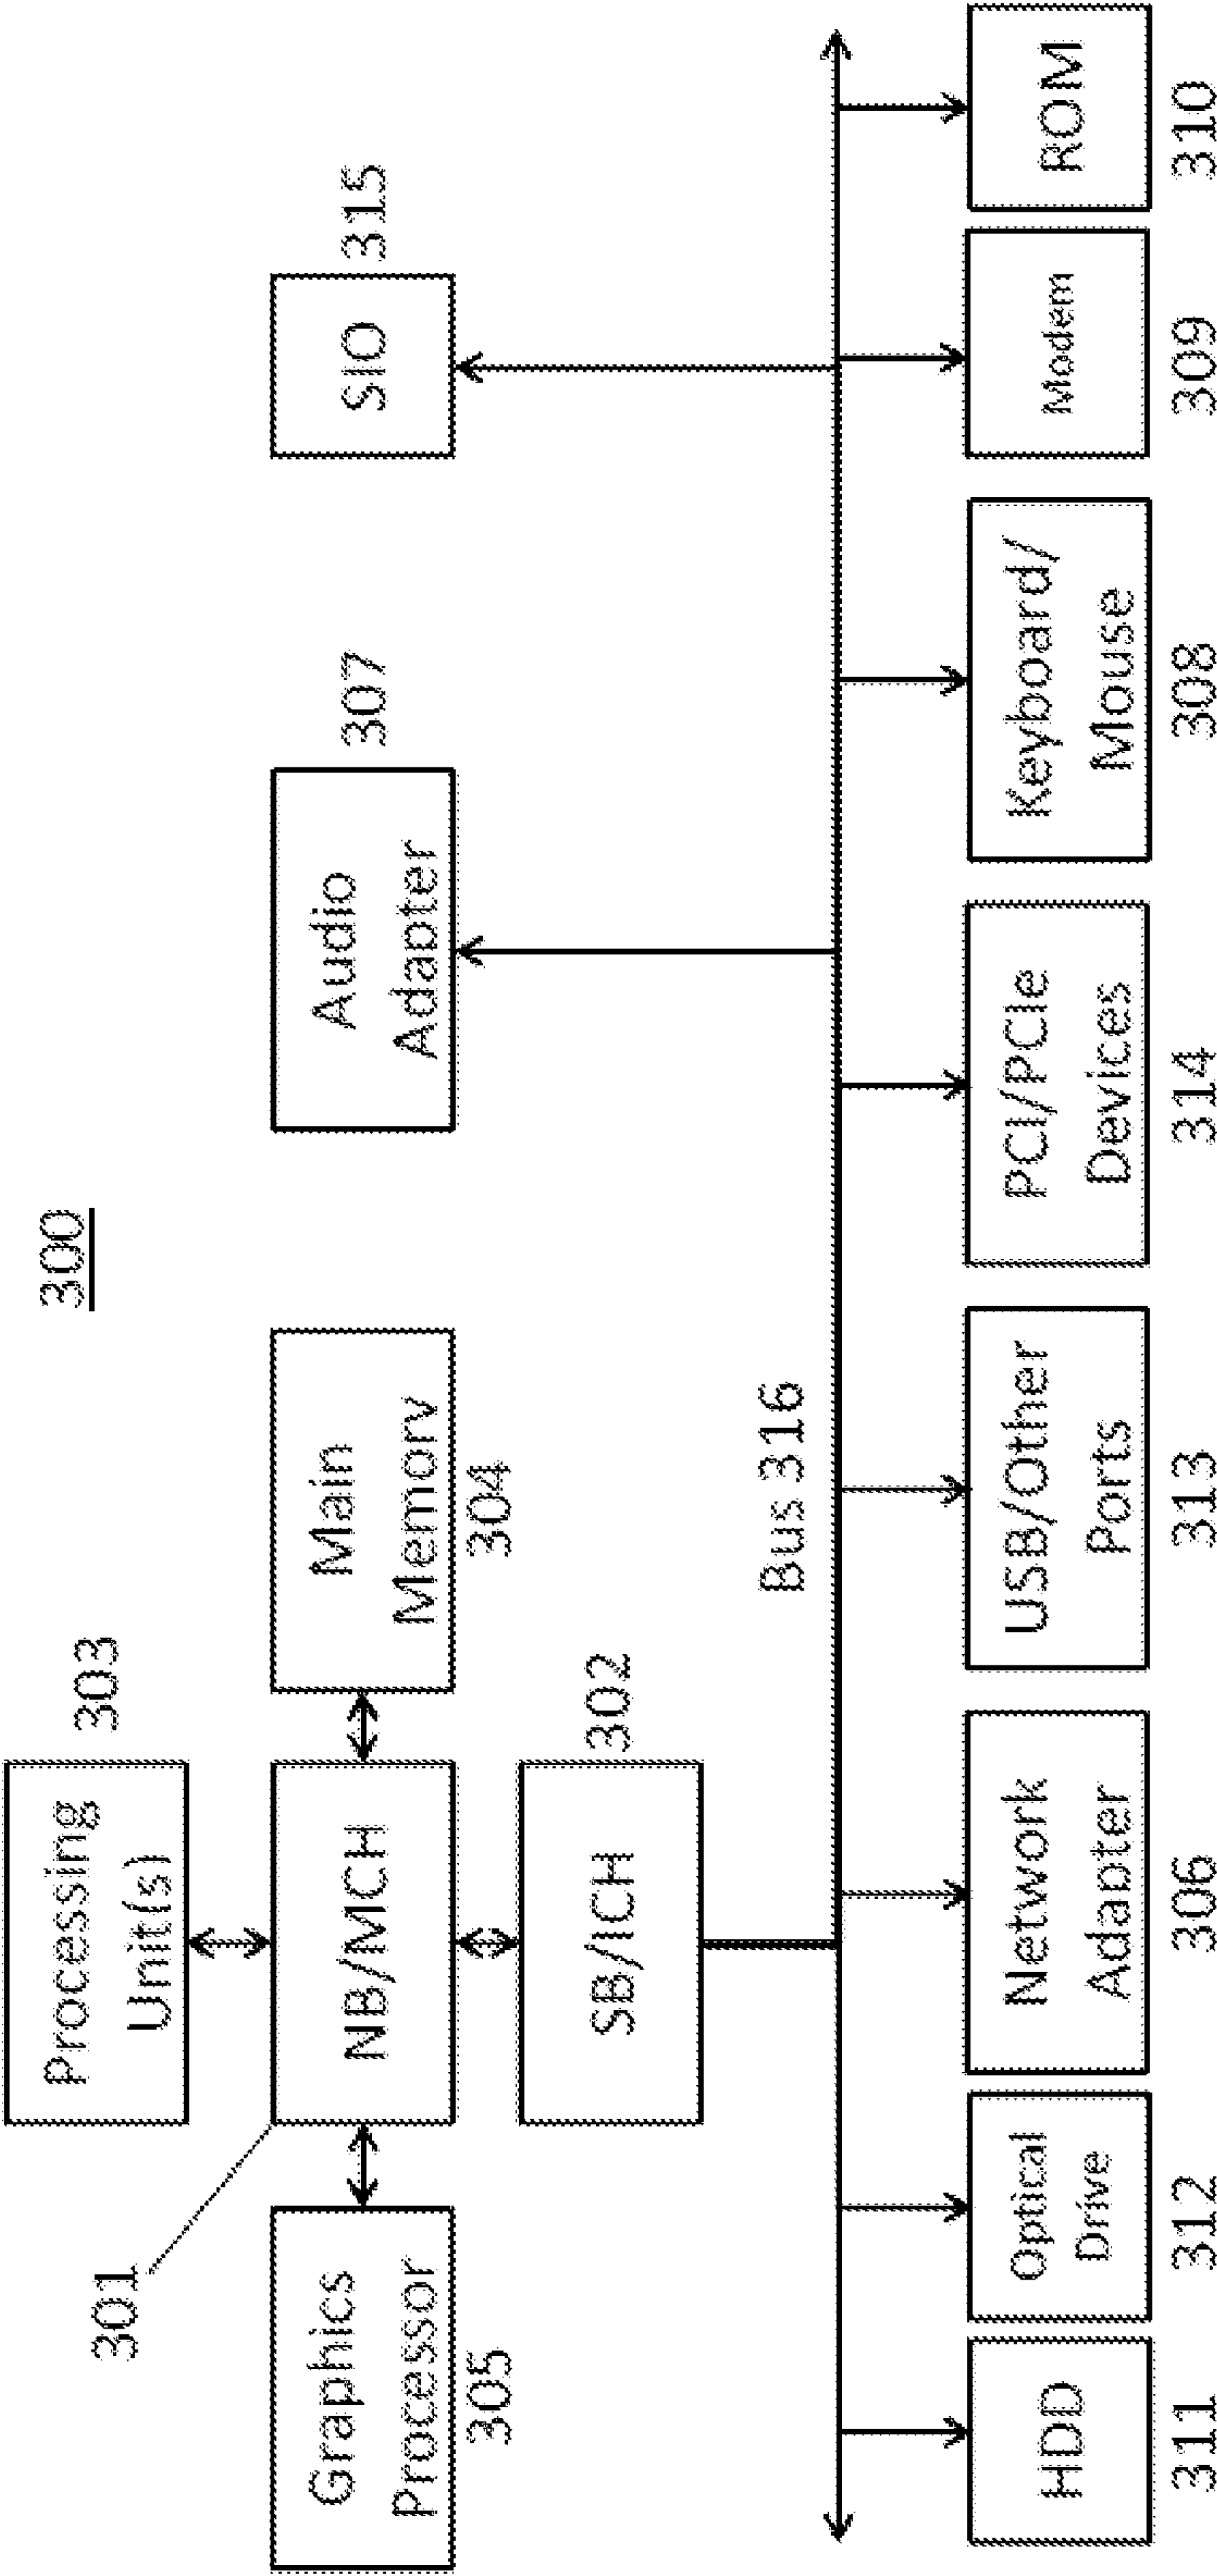 300
303
Processing
Unit(s)
301
Graphics
Processor
305
NB/MCH
Main
Memory
304
Audio
Adapter
307
SIO
315
SB/ICH
302
Bus 316
HDD
311
Optical
Drive
312
Network
Adapter
306
USB/Other
Ports
313
PCI/PCIe
Devices
314
Keyboard/
Mouse
308
Modem
309
ROM
310